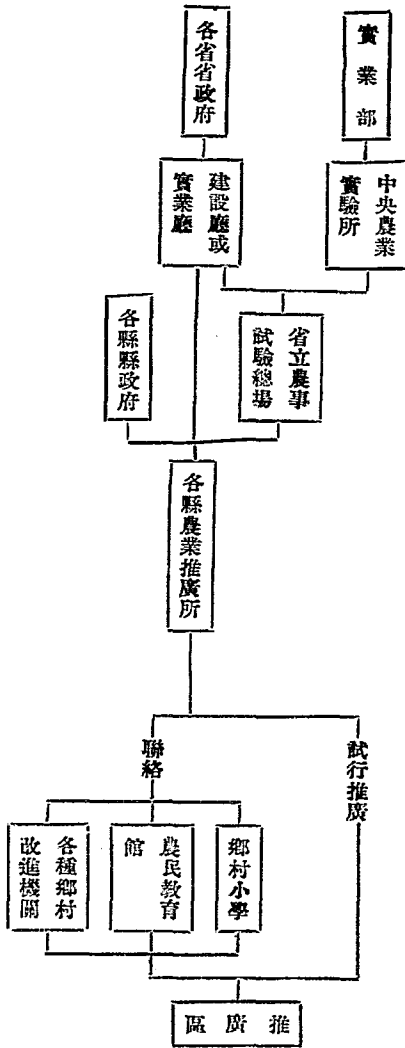 實業部
中央農業
實驗所
各省省政府
建設廳或
實業廳
省立農事
試驗總場
各縣縣政府
各縣農業推廣所
試行推廣
聯絡
鄉村小學
農民教育
館
各種鄉村
改進機關
推廣區